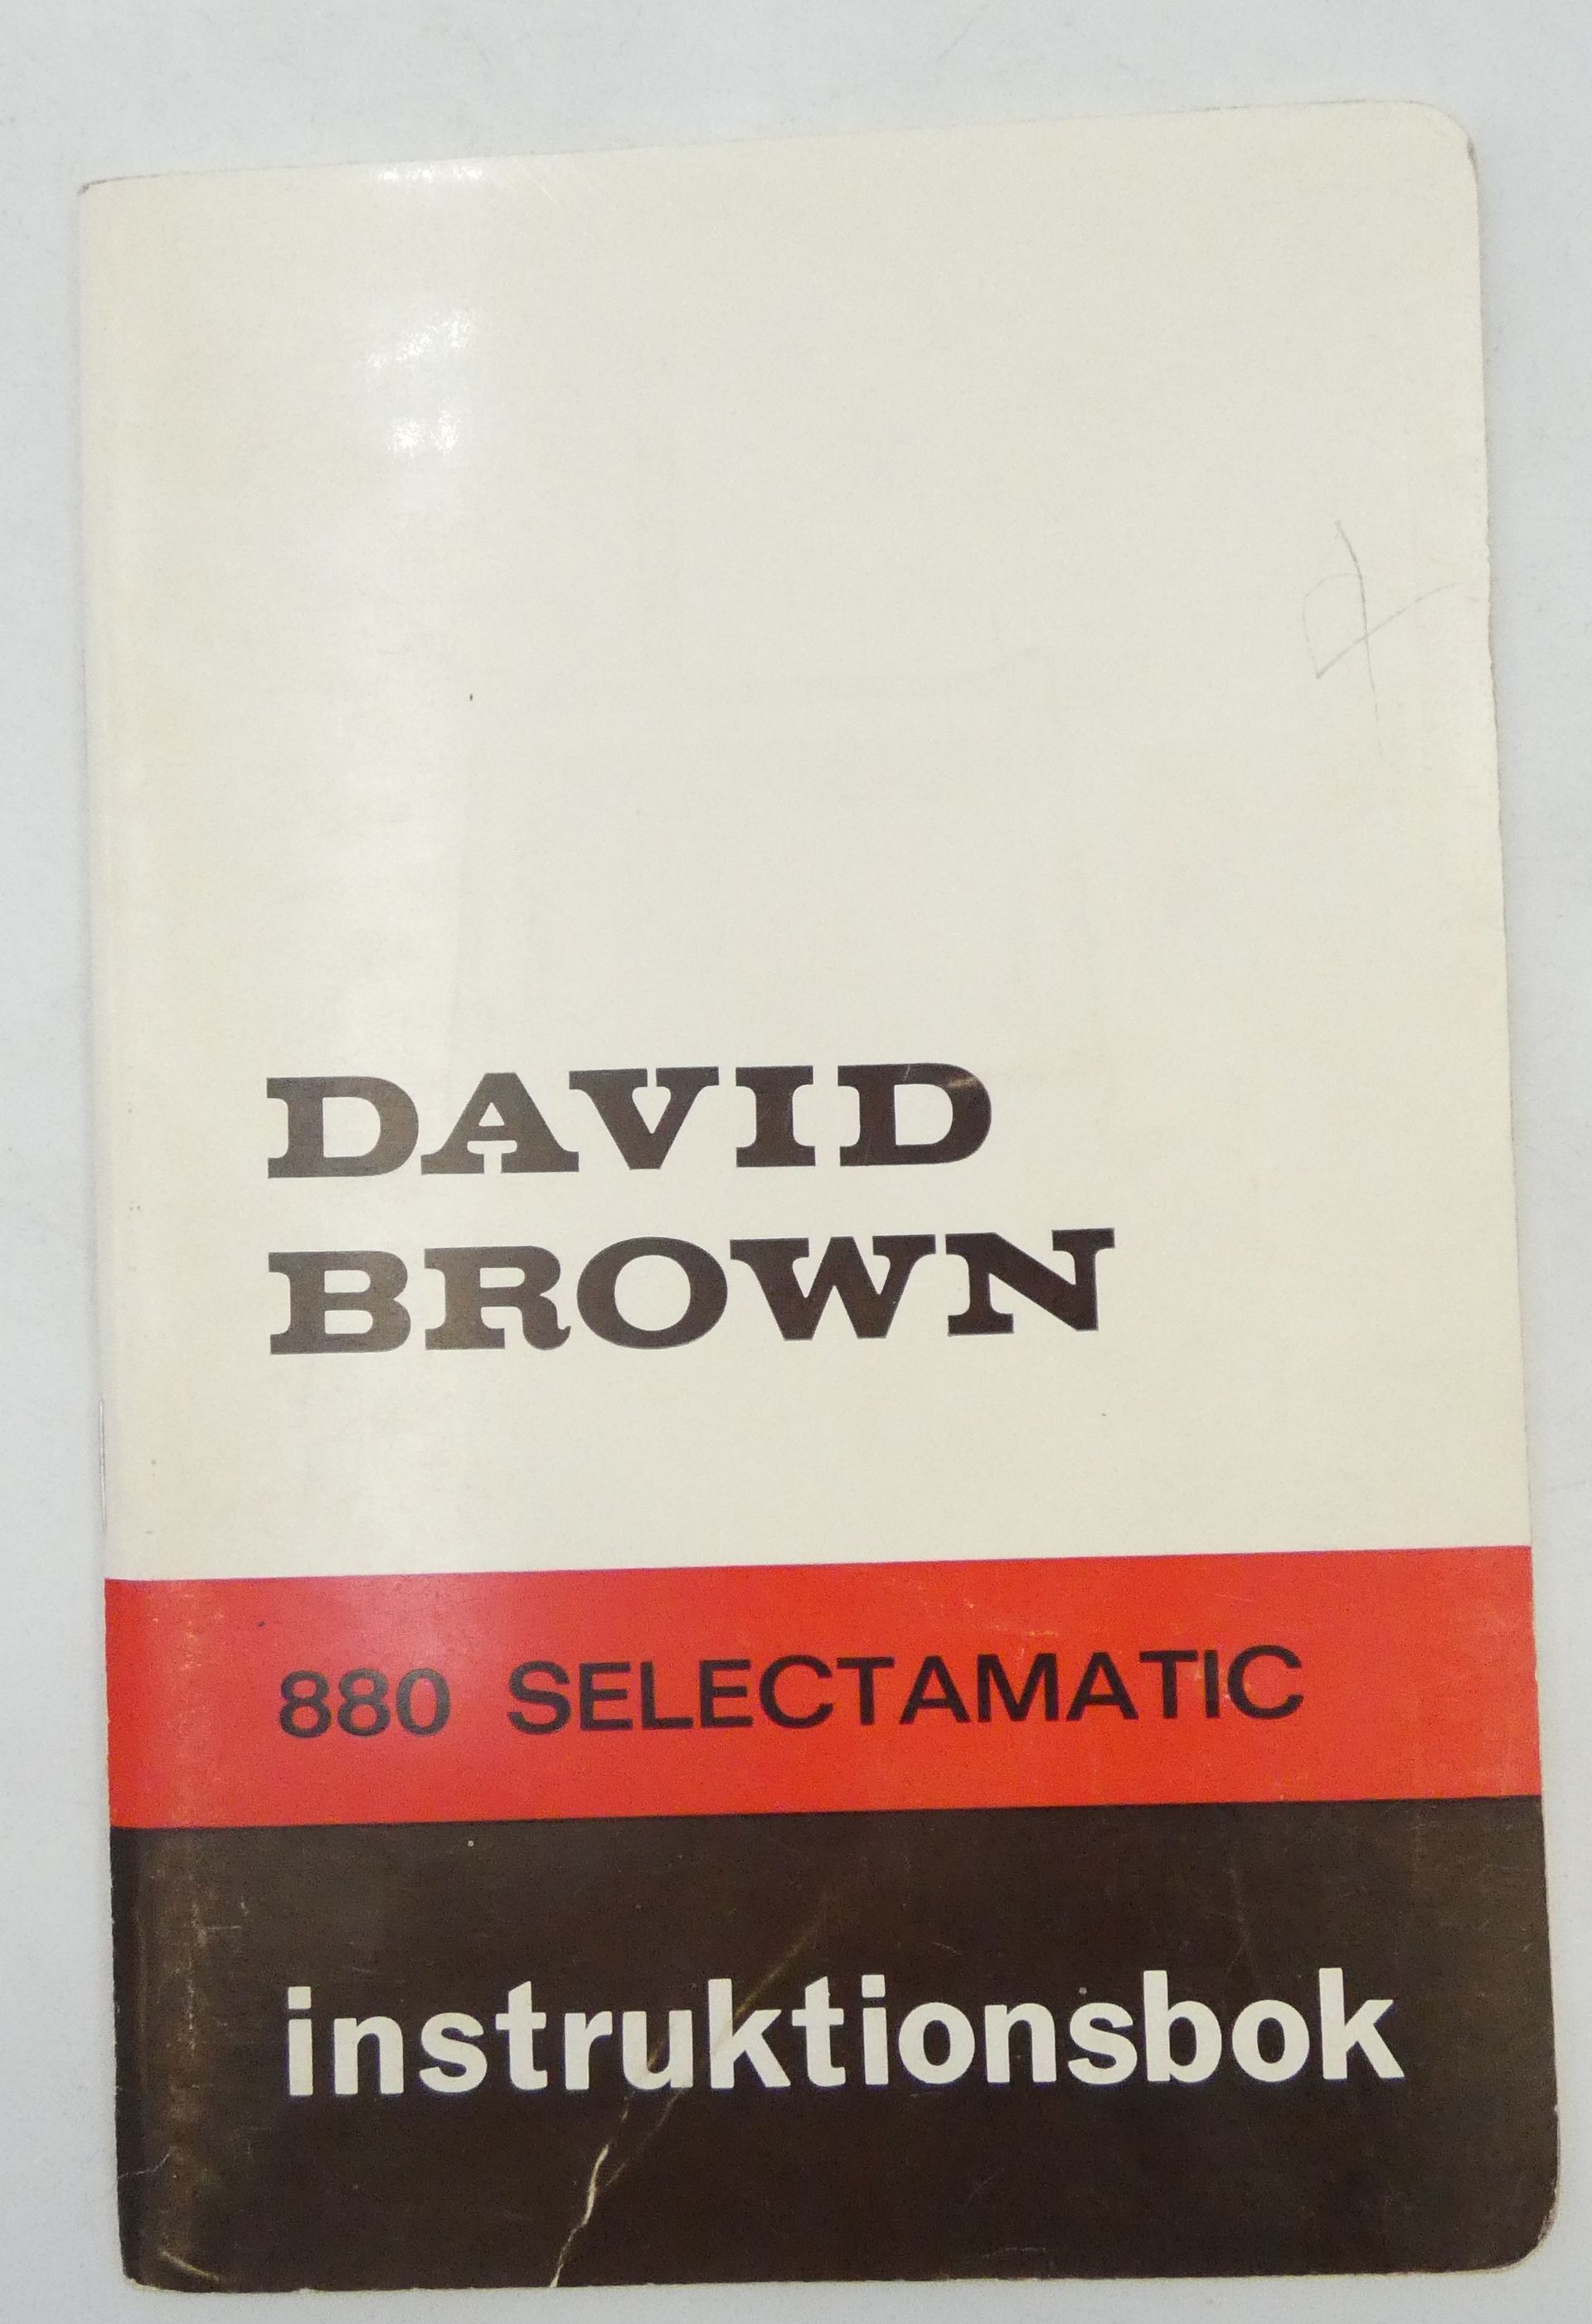 DAVID
BROWN
880 SELECTAMATIC
instruktionsbok